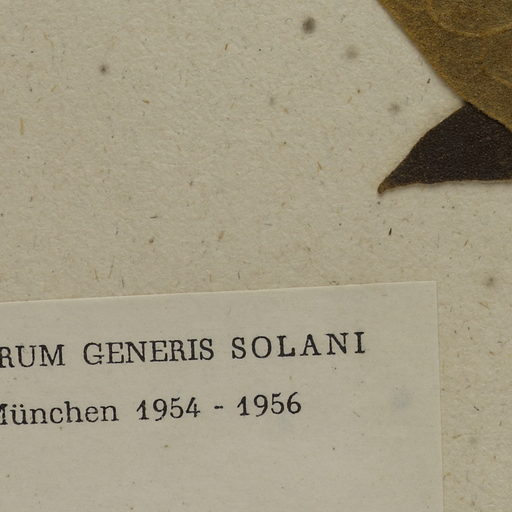 RUM GENERIS SOLANI
München 1954 - 1956